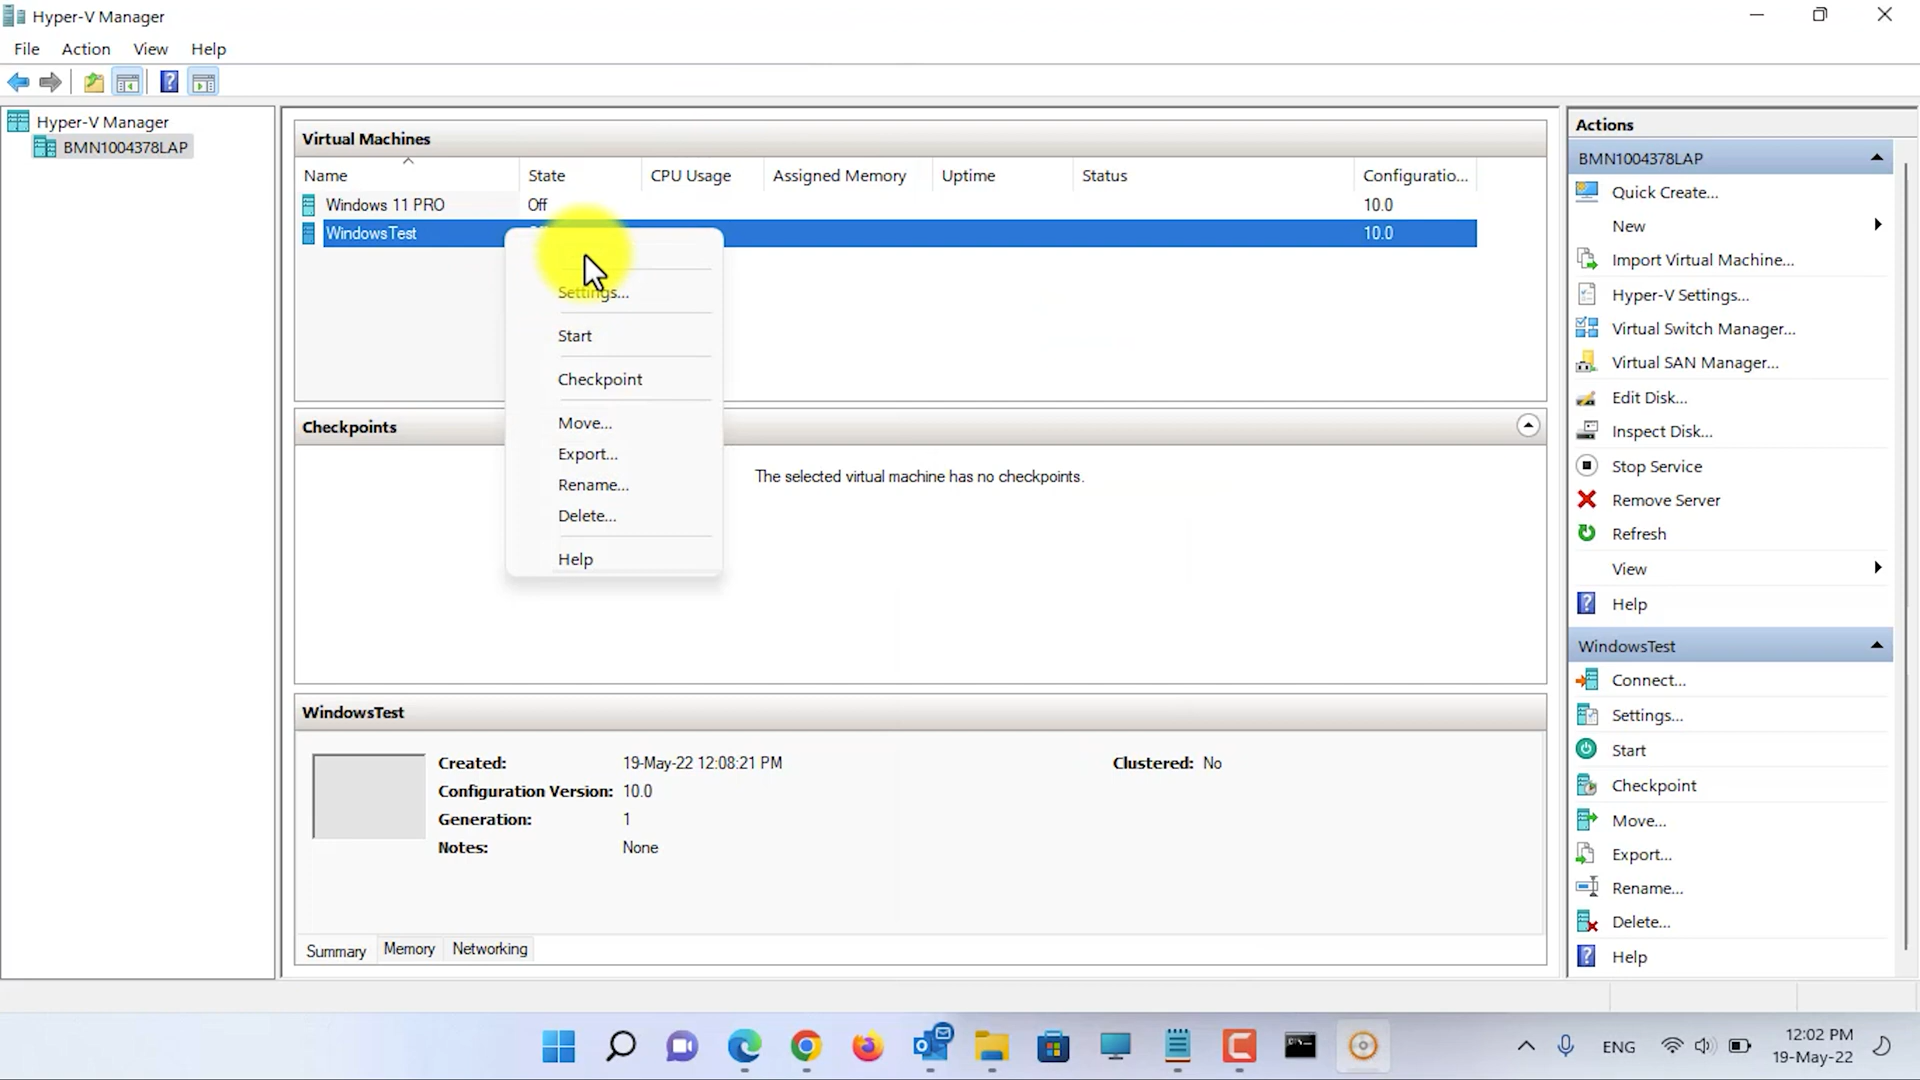 Hyper-V Manager
File Action View Help
Hyper-V Manager
BMN1004378LAP
Virtual Machines
Name State CPU Usage Assigned Memory Uptime Status Configuratio...
Windows 11 PRO Off 10.0
WindowsTest 10.0
Settings...
Start
Checkpoint
Move...
Export...
Rename...
Delete...
Help
Checkpoints
The selected virtual machine has no checkpoints.
WindowsTest
Created: 19-May-22 12:08:21 PM Clustered: No
Configuration Version: 10.0
Generation: 1
Notes: None
Summary Memory Networking
Actions
BMN1004378LAP
Quick Create...
New
Import Virtual Machine...
Hyper-V Settings...
Virtual Switch Manager...
Virtual SAN Manager...
Edit Disk...
Inspect Disk...
Stop Service
Remove Server
Refresh
View
Help
WindowsTest
Connect...
Settings...
Start
Checkpoint
Move...
Export...
Rename...
Delete...
Help
ENG
12:02 PM
19-May-22